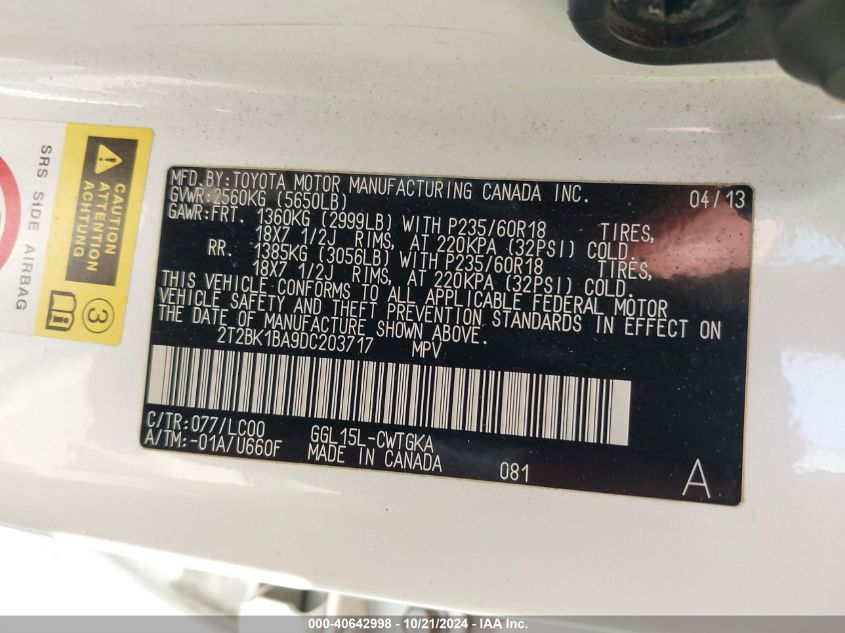 MFD.BY:TOYOTA MOTOR MANUFACTURING CANADA INC. 04/13
GVWR:2560KG (5650LB)
GAWR:FRT. 1360KG (2999LB) WITH P235/60R18 TIRES,
18X7 1/2J RIMS, AT 220KPA (32PSI) COLD.
RR. 1385KG (3056LB) WITH P235/60R18 TIRES,
18X7 1/2J RIMS, AT 220KPA (32PSI) COLD.
THIS VEHICLE CONFORMS TO ALL APPLICABLE FEDERAL MOTOR
VEHICLE SAFETY AND THEFT PREVENTION STANDARDS IN EFFECT ON
THE DATE OF MANUFACTURE SHOWN ABOVE.
2T2BK1BA9DC203717 MPV
C/TR:077/LC00 GGL15L-CWTGKA
A/TM:-01A/U660F MADE IN CANADA 081 A
SRS SIDE AIRBAG
CAUTION
ATTENTION
ACHTUNG
3
000-40642998 - 10/21/2024 - IAA Inc.